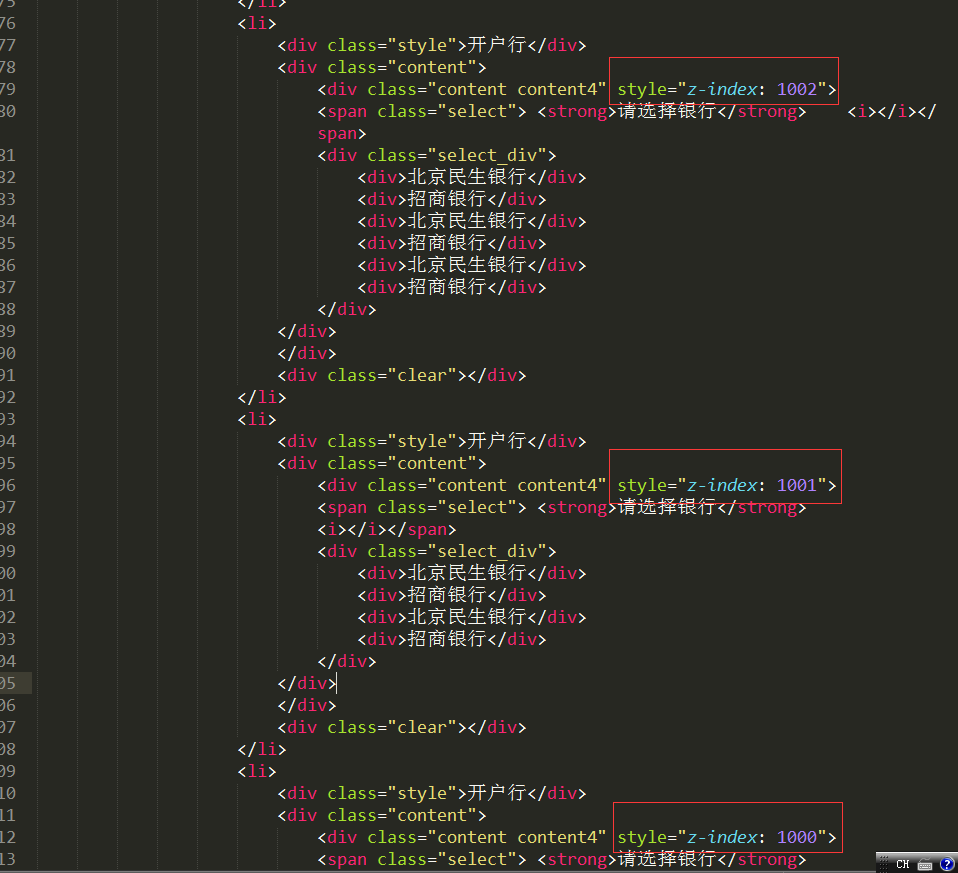 75 </li>
76 <li>
77 <div class="style">开户行</div>
78 <div class="content">
79 <div class="content content4" style="z-index: 1002">
80 <span class="select"> <strong>请选择银行</strong> <i></i></
span>
81 <div class="select_div">
82 <div>北京民生银行</div>
83 <div>招商银行</div>
84 <div>北京民生银行</div>
85 <div>招商银行</div>
86 <div>北京民生银行</div>
87 <div>招商银行</div>
88 </div>
89 </div>
90 </div>
91 <div class="clear"></div>
92 </li>
93 <li>
94 <div class="style">开户行</div>
95 <div class="content">
96 <div class="content content4" style="z-index: 1001">
97 <span class="select"> <strong>请选择银行</strong>
98 <i></i></span>
99 <div class="select_div">
00 <div>北京民生银行</div>
01 <div>招商银行</div>
02 <div>北京民生银行</div>
03 <div>招商银行</div>
04 </div>
05 </div>
06 </div>
07 <div class="clear"></div>
08 </li>
09 <li>
10 <div class="style">开户行</div>
11 <div class="content">
12 <div class="content content4" style="z-index: 1000">
13 <span class="select"> <strong>请选择银行</strong>
CH